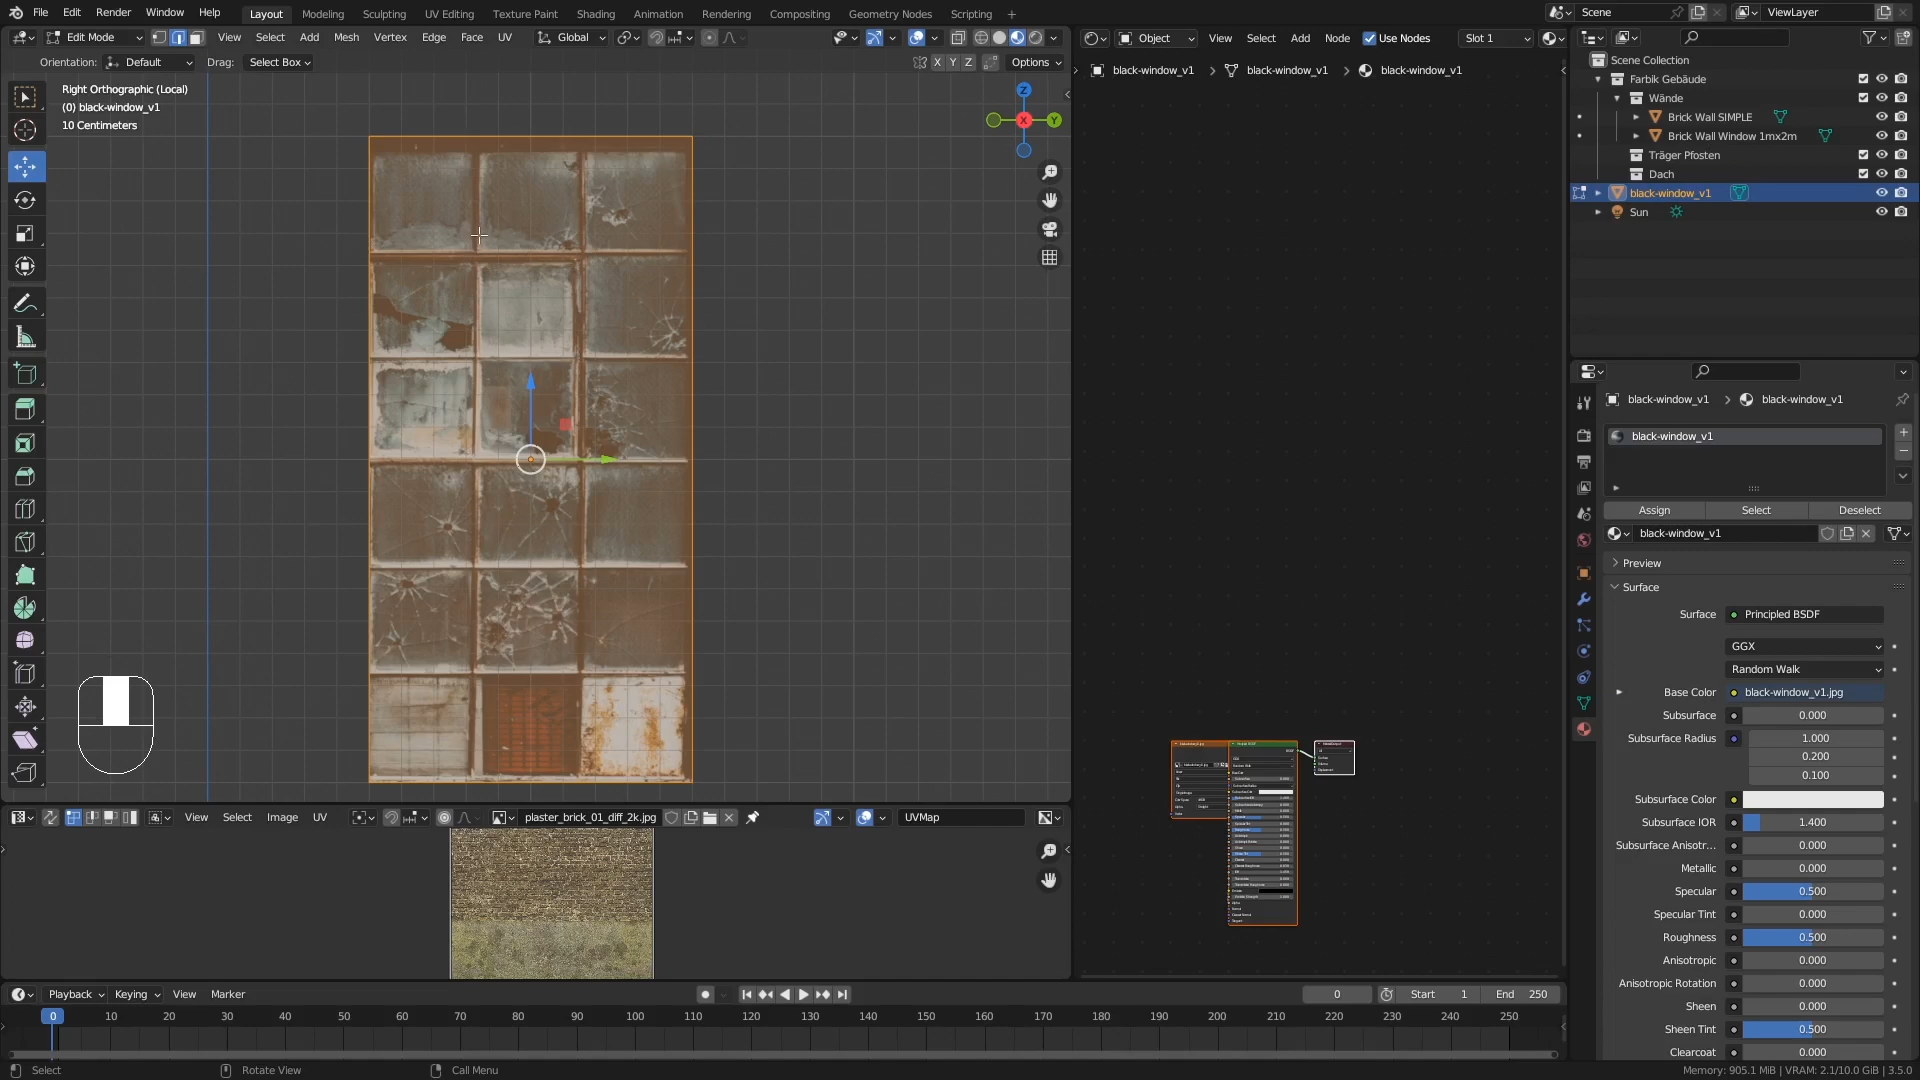 File Edit Render Window Help Layout Modeling Sculpting UV Editing Texture Paint Shading Animation Rendering Compositing Geometry Nodes Scripting + Scene ViewLayer
Edit Mode View Select Add Mesh Vertex Edge Face UV Global Object View Select Add Node Use Nodes Slot 1
Orientation: Default Drag: Select Box X Y Z Options
black-window_v1 > black-window_v1 > black-window_v1
Right Orthographic (Local)
(0) black-window_v1
10 Centimeters
Z
X
Y
Scene Collection
Farbik Gebäude
Wände
Brick Wall SIMPLE
Brick Wall Window 1mx2m
Träger Pfosten
Dach
black-window_v1
Sun
black-window_v1 > black-window_v1
black-window_v1
Assign Select Deselect
black-window_v1
Preview
Surface
Surface Principled BSDF
GGX
Random Walk
Base Color black-window_v1.jpg
Subsurface 0.000
Subsurface Radius 1.000
0.200
0.100
Subsurface Color
Subsurface IOR 1.400
Subsurface Anisotr... 0.000
Metallic 0.000
Specular 0.500
Specular Tint 0.000
Roughness 0.500
Anisotropic 0.000
Anisotropic Rotation 0.000
Sheen 0.000
Sheen Tint 0.500
Clearcoat 0.000
View Select Image UV plaster_brick_01_diff_2k.jpg UVMap
Playback Keying View Marker 0 Start 1 End 250
0 10 20 30 40 50 60 70 80 90 100 110 120 130 140 150 160 170 180 190 200 210 220 230 240 250
Select Rotate View Call Menu Memory: 905.1 MiB | VRAM: 2.1/10.0 GiB | 3.5.0